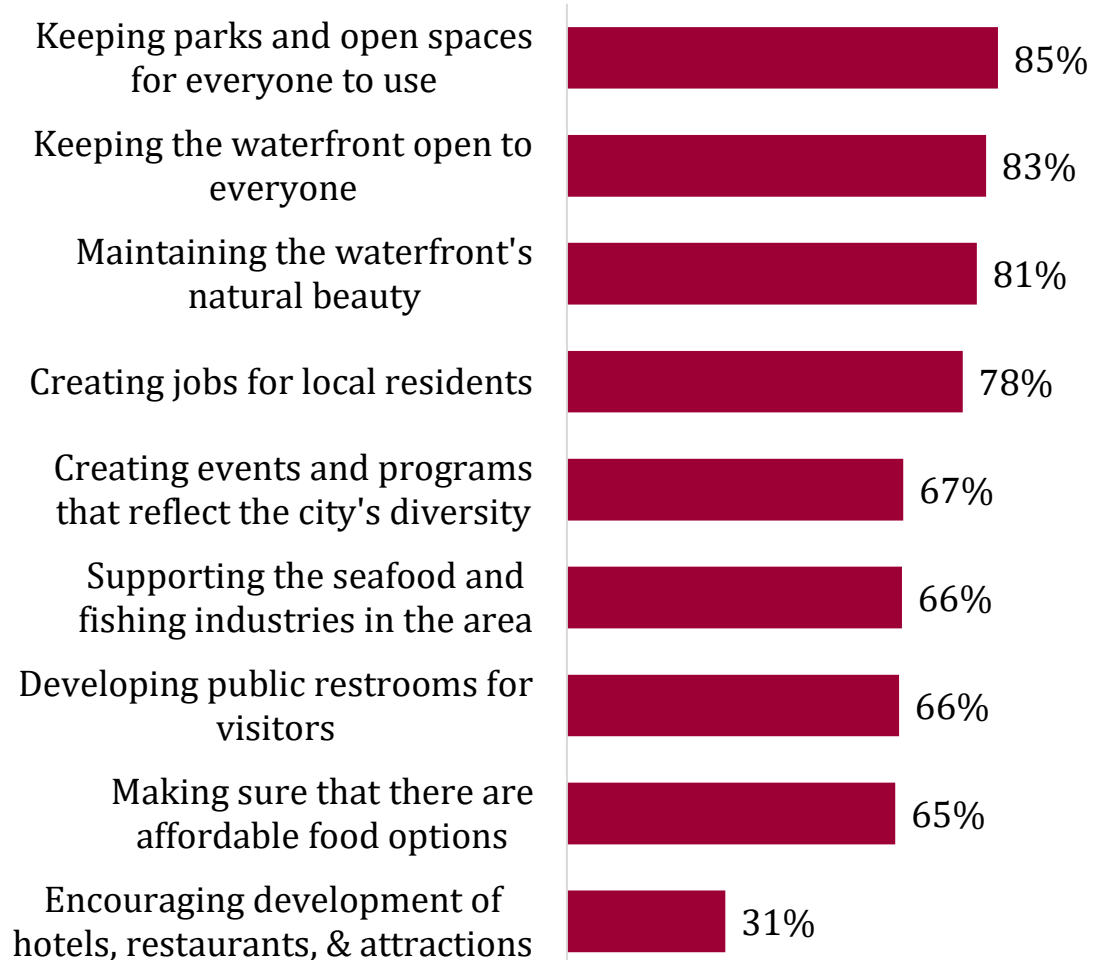 Keeping parks and open spaces
for everyone to use
85%
Keeping the waterfront open to
everyone
83%
Maintaining the waterfront's
natural beauty
81%
Creating jobs for local residents
78%
Creating events and programs
that reflect the city's diversity
67%
Supporting the seafood and
fishing industries in the area
66%
Developing public restrooms for
visitors
66%
Making sure that there are
affordable food options
65%
Encouraging development of
hotels, restaurants, & attractions
31%